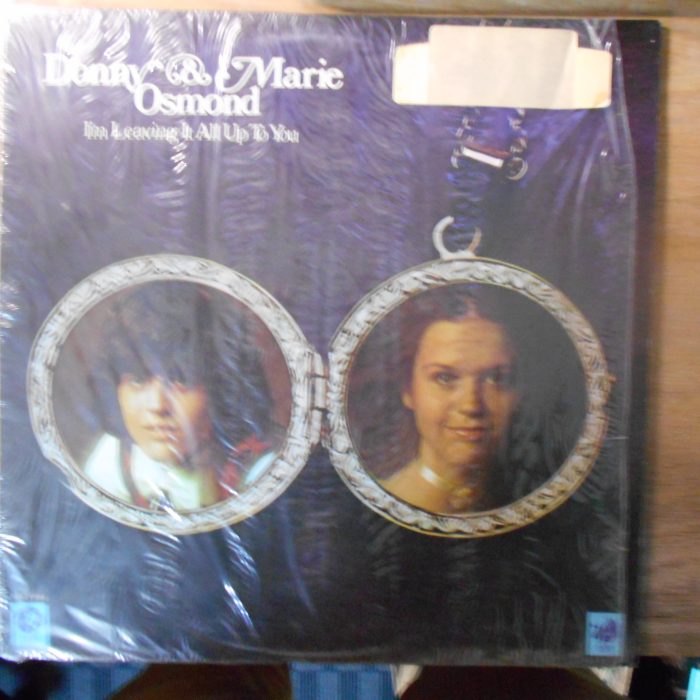 Donny & Marie
Osmond
I'm Leaving It All Up To You